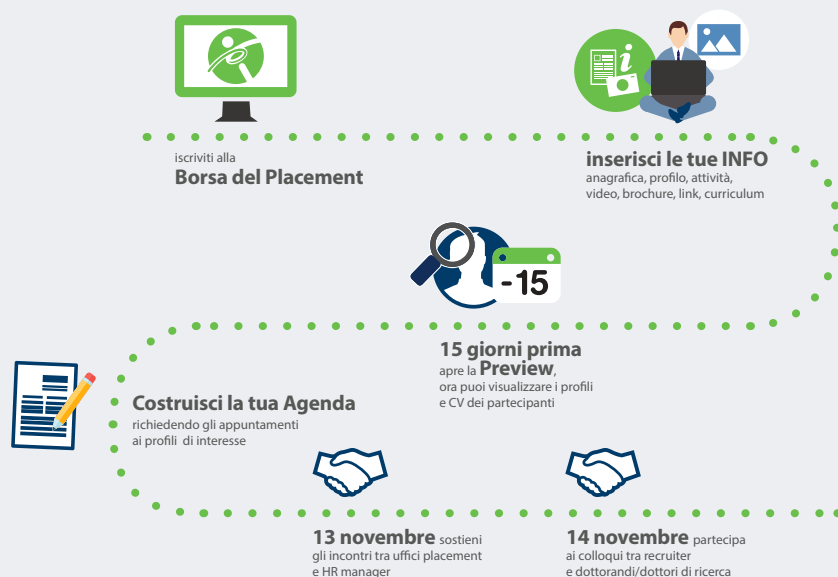 iscriviti alla
Borsa del Placement
i
inserisci le tue INFO
anagrafica, profilo, attività,
video, brochure, link, curriculum
-15
15 giorni prima
apre la Preview,
ora puoi visualizzare i profili
e CV dei partecipanti
Costruisci la tua Agenda
richiedendo gli appuntamenti
ai profili di interesse
13 novembre sostieni
gli incontri tra uffici placement
e HR manager
14 novembre partecipa
ai colloqui tra recruiter
e dottorandi/dottori di ricerca